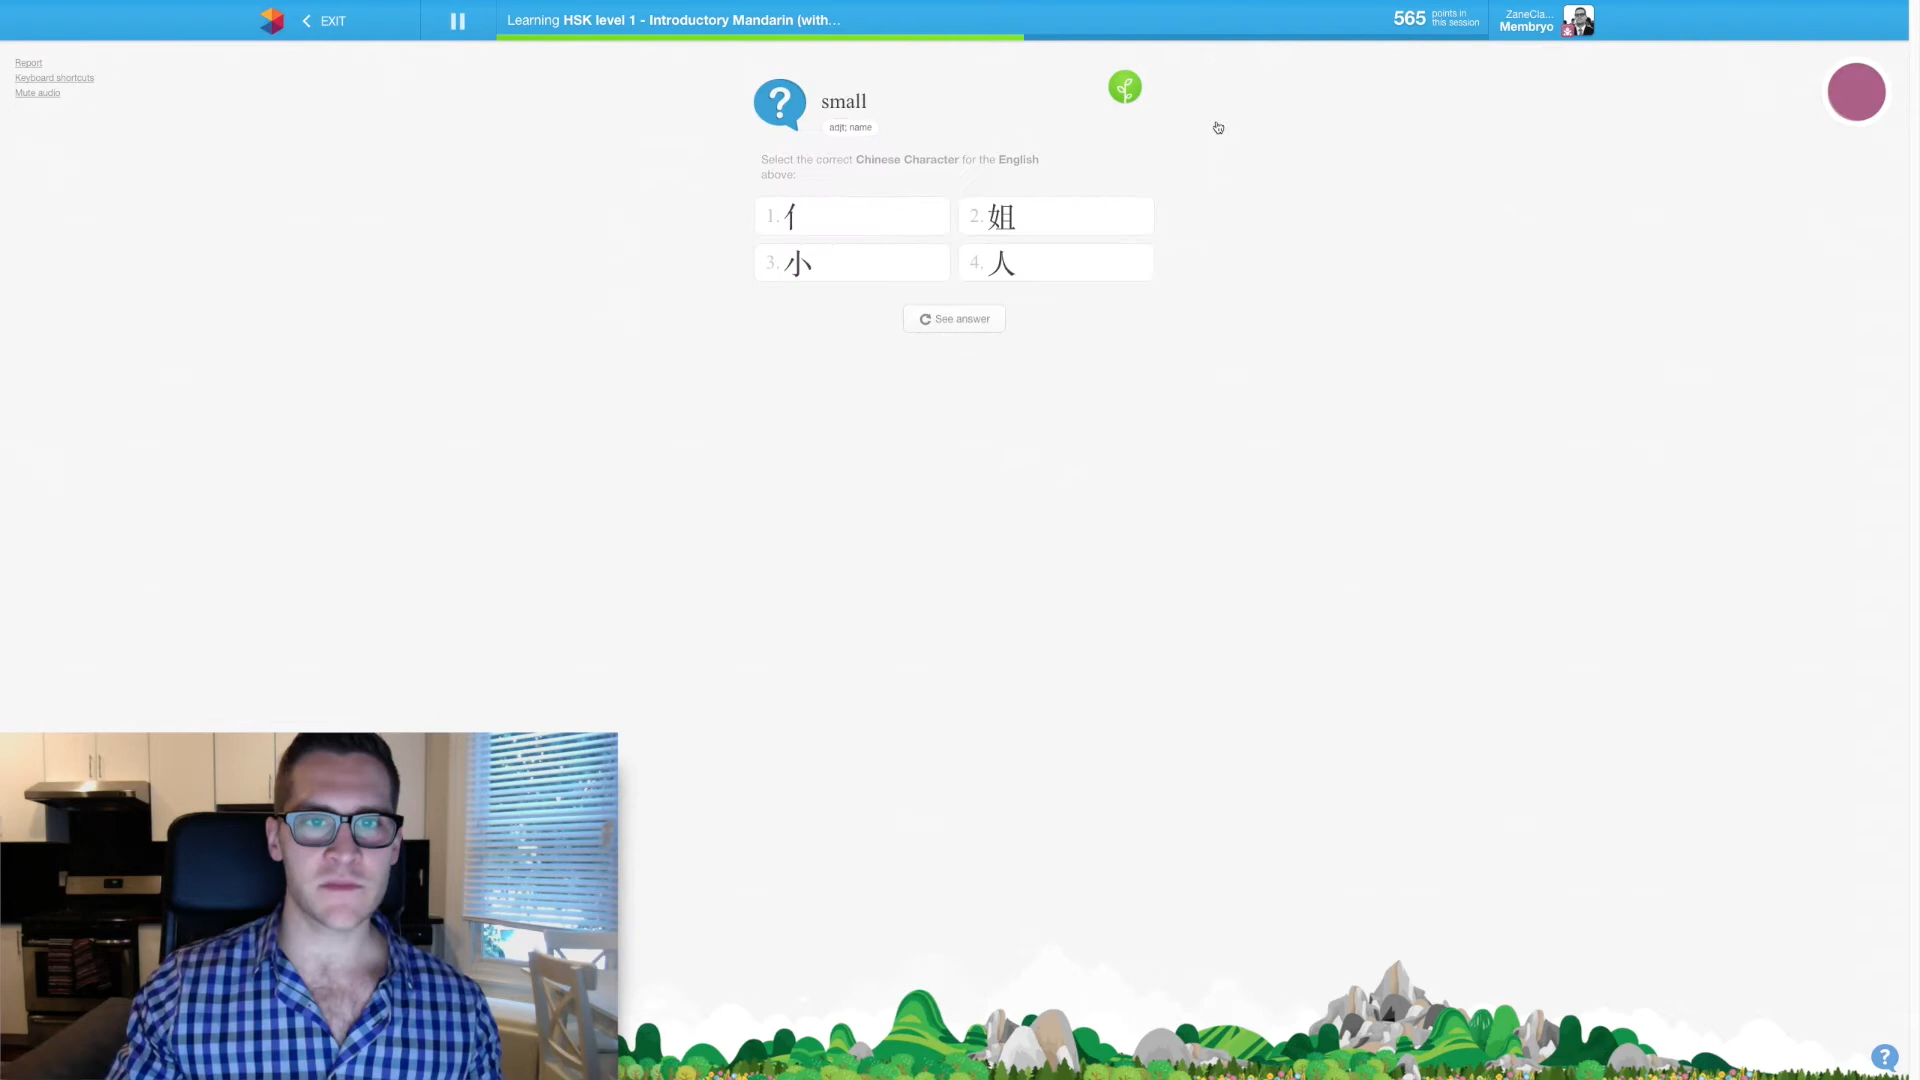 EXIT
Learning HSK level 1 - Introductory Mandarin (with...
565 points in this session
ZaneCla...
Membryo
Report
Keyboard shortcuts
Mute audio
?
small
adjt; name
Select the correct Chinese Character for the English above:
1. 亻
2. 姐
3. 小
4. 人
See answer
?